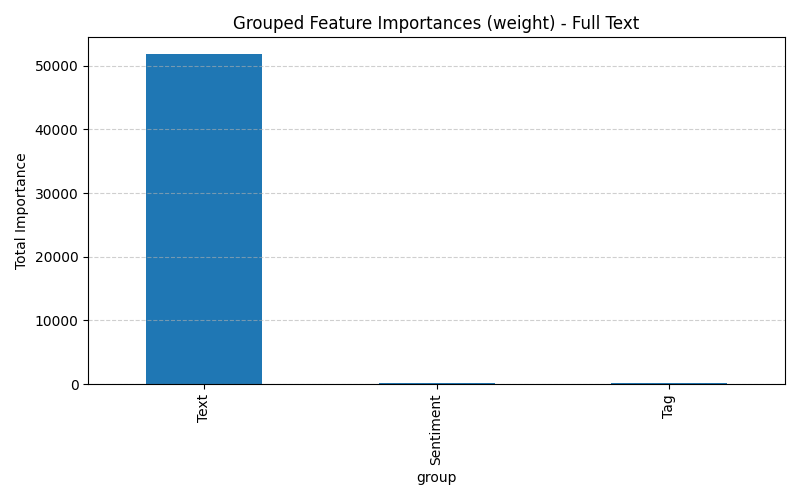 Grouped Feature Importances (weight) - Full Text
Total Importance
50000
40000
30000
20000
10000
0
Text
Sentiment
Tag
group